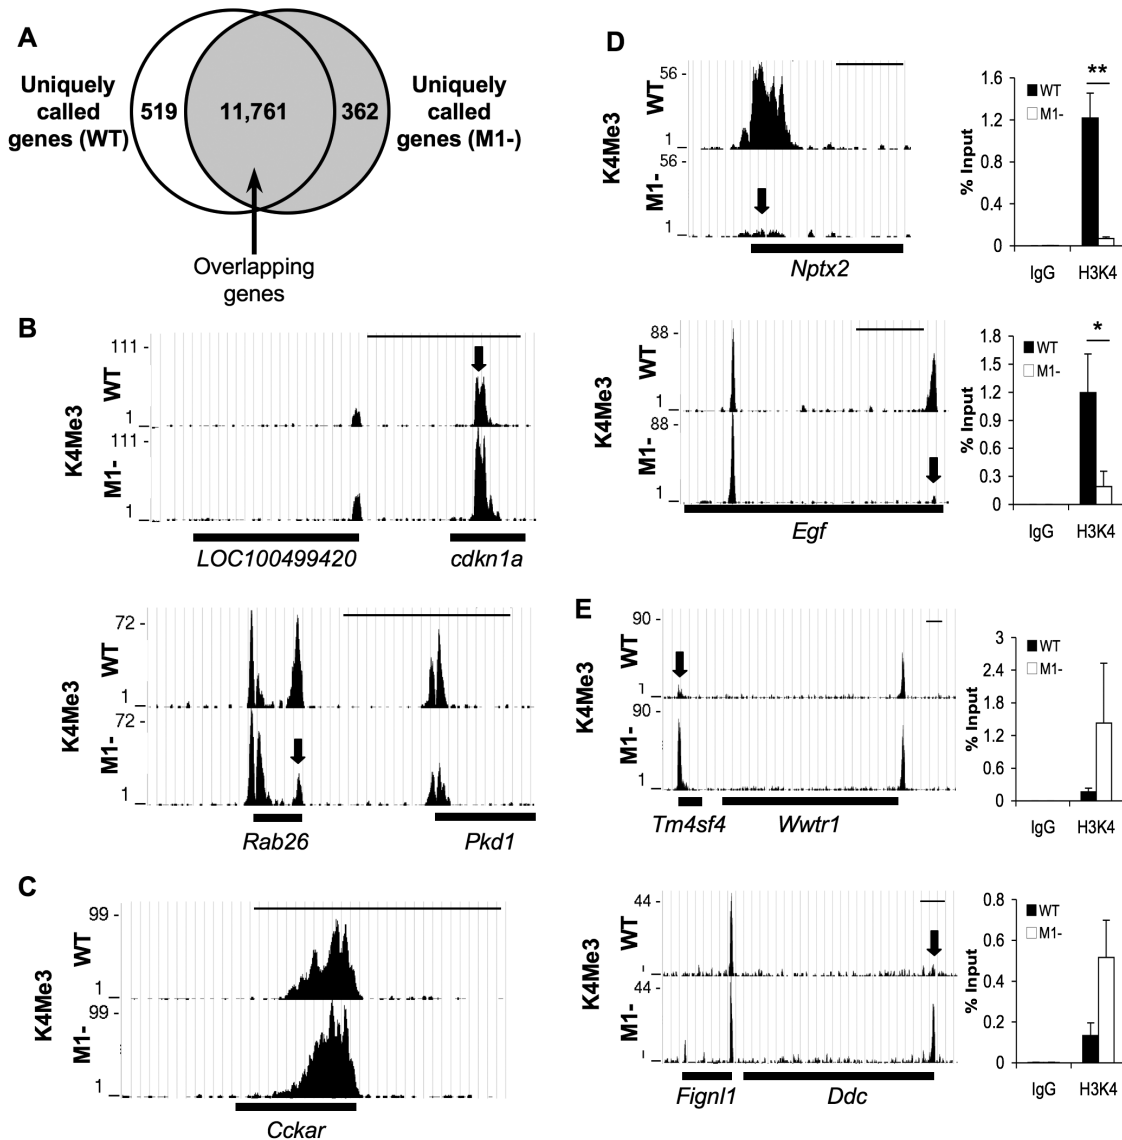 A
Uniquely
called
genes (WT)
519
11,761
362
Uniquely
called
genes (M1-)
Overlapping
genes
B
K4Me3
WT
111 -
1
M1-
111
1
LOC100499420
cdkn1a
K4Me3
WT
72 -
1
M1-
72
1
Rab26
Pkd1
C
K4Me3
WT
99 -
1
M1-
99 -
1
Cckar
D
K4Me3
WT
56 -
1
M1-
56
1
Nptx2
% Input
1.6
1.2
0.8
0.4
0
WT
M1-
**
IgG
H3K4
K4Me3
WT
88 -
1
M1-
88 -
1
Egf
% Input
1.8
1.5
1.2
0.9
0.6
0.3
0
WT
M1-
*
IgG
H3K4
E
K4Me3
WT
90 -
1
M1-
90
1
Tm4sf4
Wwtr1
% Input
3
2.4
1.8
1.2
0.6
0
WT
M1-
IgG
H3K4
K4Me3
WT
44 -
1
M1-
44
1
Fignl1
Ddc
% Input
0.8
0.6
0.4
0.2
0
WT
M1-
IgG
H3K4